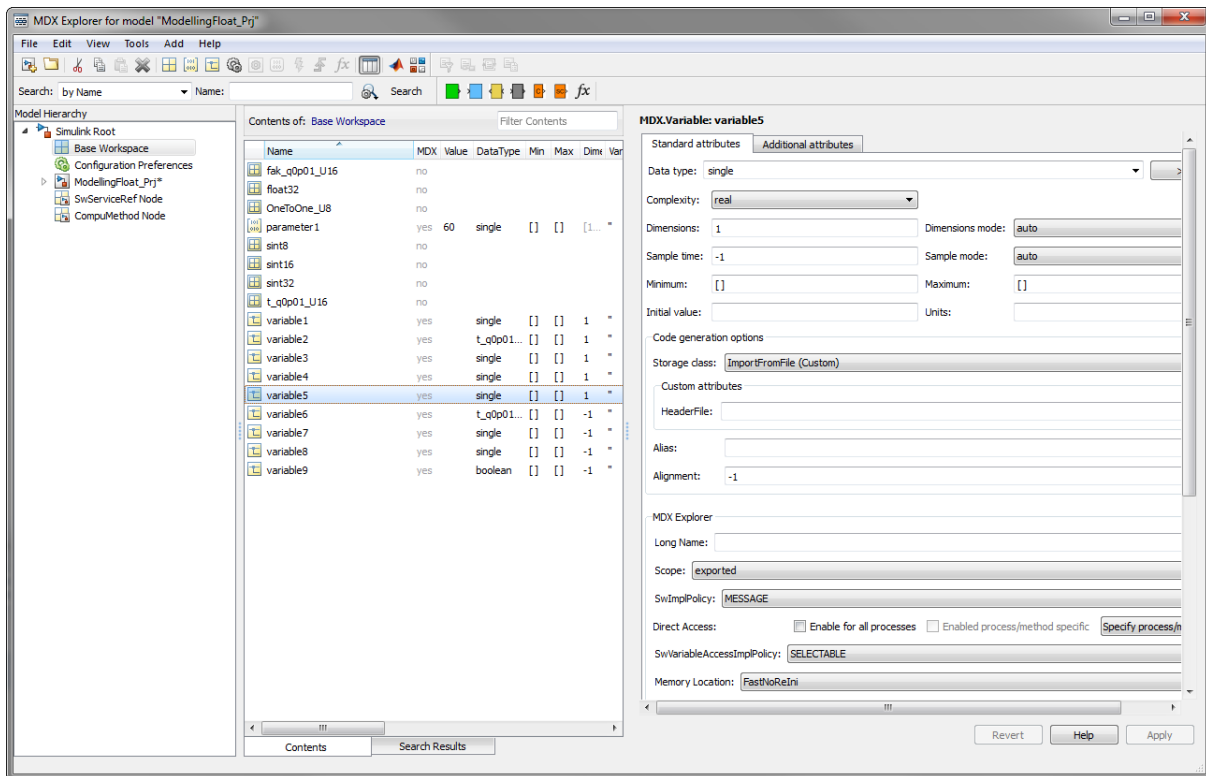 MDX Explorer for model "ModellingFloat_Prj"
File Edit View Tools Add Help
fx
Search: by Name Name: Search fx
Model Hierarchy
Simulink Root
Base Workspace
Configuration Preferences
ModellingFloat_Prj*
SwServiceRef Node
CompuMethod Node
Contents of: Base Workspace Filter Contents
Name MDX Value DataType Min Max Dime Var
fak_q0p01_U16 no
float32 no
OneToOne_U8 no
parameter1 yes 60 single [] [] [1... "
sint8 no
sint16 no
sint32 no
t_q0p01_U16 no
variable1 yes single [] [] 1 "
variable2 yes t_q0p01... [] [] 1 "
variable3 yes single [] [] 1 "
variable4 yes single [] [] 1 "
variable5 yes single [] [] 1 "
variable6 yes t_q0p01... [] [] -1 "
variable7 yes single [] [] -1 "
variable8 yes single [] [] -1 "
variable9 yes boolean [] [] -1 "
Contents Search Results
MDX.Variable: variable5
Standard attributes Additional attributes
Data type: single >
Complexity: real
Dimensions: 1 Dimensions mode: auto
Sample time: -1 Sample mode: auto
Minimum: [] Maximum: []
Initial value: Units:
Code generation options
Storage class: ImportFromFile (Custom)
Custom attributes
HeaderFile:
Alias:
Alignment: -1
MDX Explorer
Long Name:
Scope: exported
SwImplPolicy: MESSAGE
Direct Access: Enable for all processes Enabled process/method specific Specify process/m
SwVariableAccessImplPolicy: SELECTABLE
Memory Location: FastNoReIni
Revert Help Apply